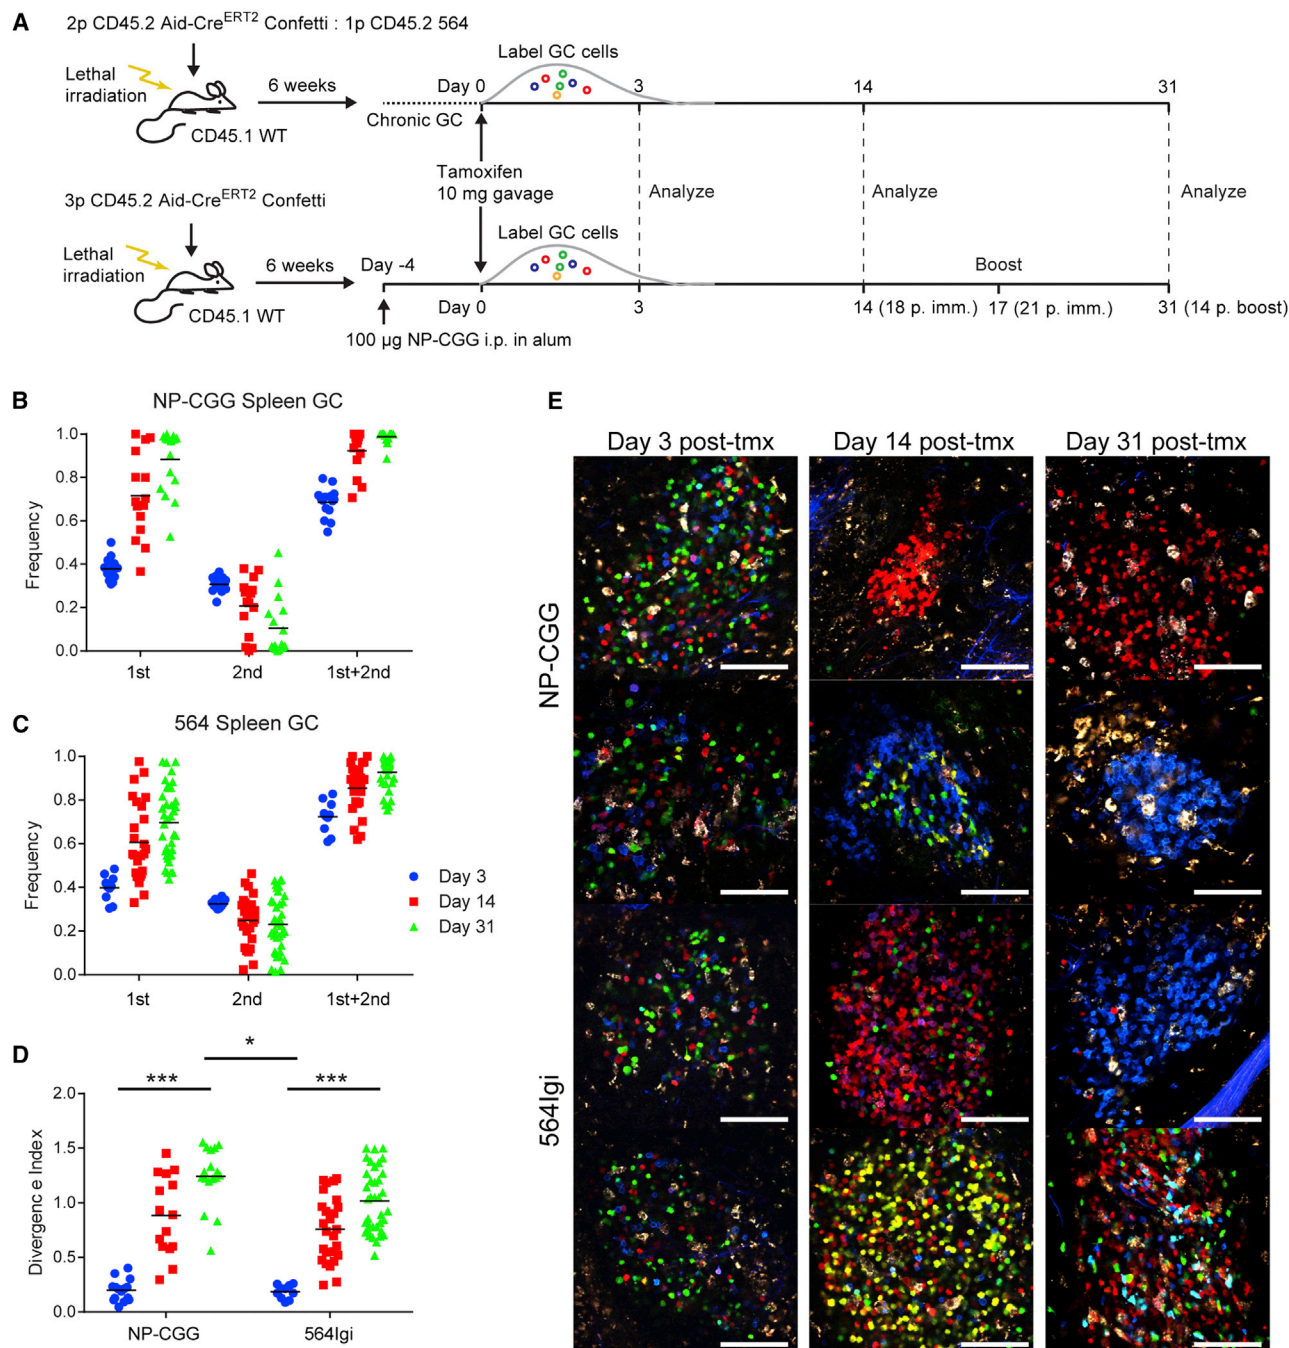 A
2p CD45.2 Aid-CreERT2 Confetti : 1p CD45.2 564
Lethal
irradiation
CD45.1 WT
6 weeks
Chronic GC
Label GC cells
Day 0
3
14
31
Tamoxifen
10 mg gavage
Analyze
Analyze
Analyze
3p CD45.2 Aid-CreERT2 Confetti
Lethal
irradiation
CD45.1 WT
6 weeks
Day -4
Label GC cells
Boost
Day 0
3
14 (18 p. imm.)
17 (21 p. imm.)
31 (14 p. boost)
100 µg NP-CGG i.p. in alum
B
NP-CGG Spleen GC
Frequency
1.0
0.8
0.6
0.4
0.2
0.0
1st
2nd
1st+2nd
C
564 Spleen GC
Frequency
1.0
0.8
0.6
0.4
0.2
0.0
1st
2nd
1st+2nd
Day 3
Day 14
Day 31
D
Divergence Index
2.0
1.5
1.0
0.5
0.0
***
*
***
NP-CGG
564Igi
E
Day 3 post-tmx
Day 14 post-tmx
Day 31 post-tmx
NP-CGG
564Igi